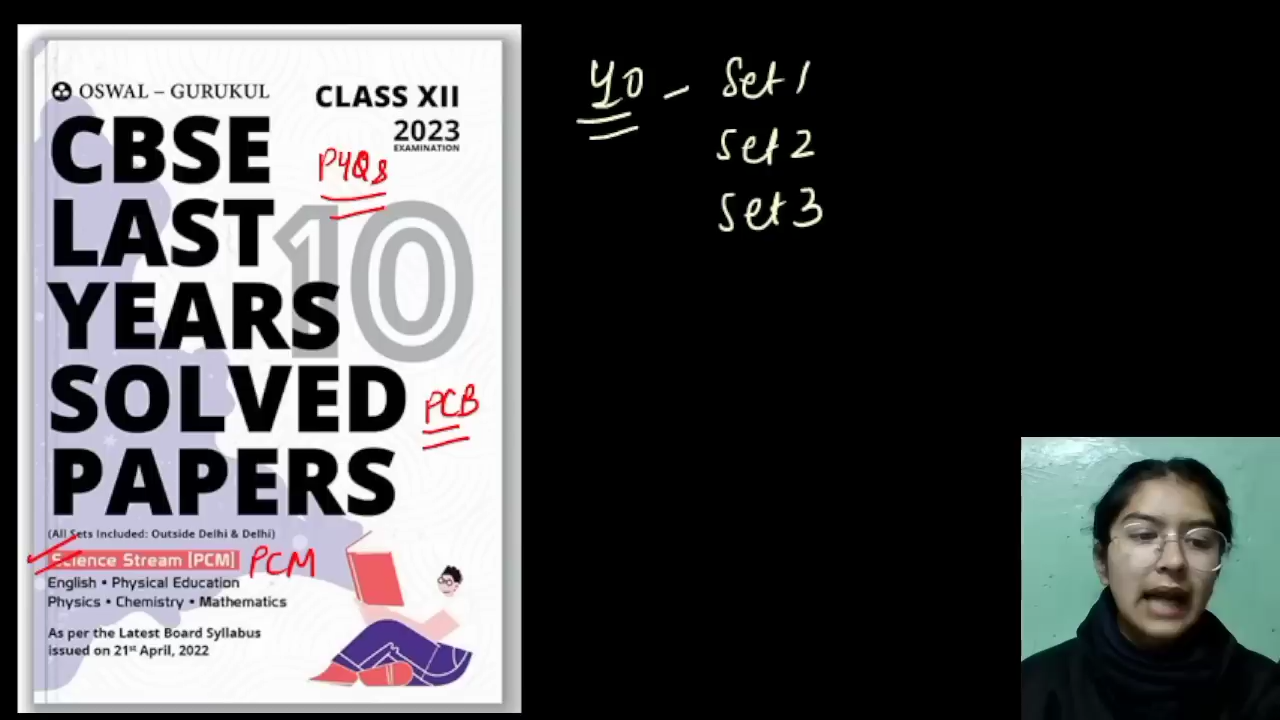 OSWAL – GURUKUL
CLASS XII
2023
EXAMINATION
CBSE
LAST
YEARS
10
SOLVED
PAPERS
PYQs
PCB
(All Sets Included: Outside Delhi & Delhi)
Science Stream [PCM] PCM
English • Physical Education
Physics • Chemistry • Mathematics
As per the Latest Board Syllabus
issued on 21st April, 2022
Set 1
Set 2
Set 3